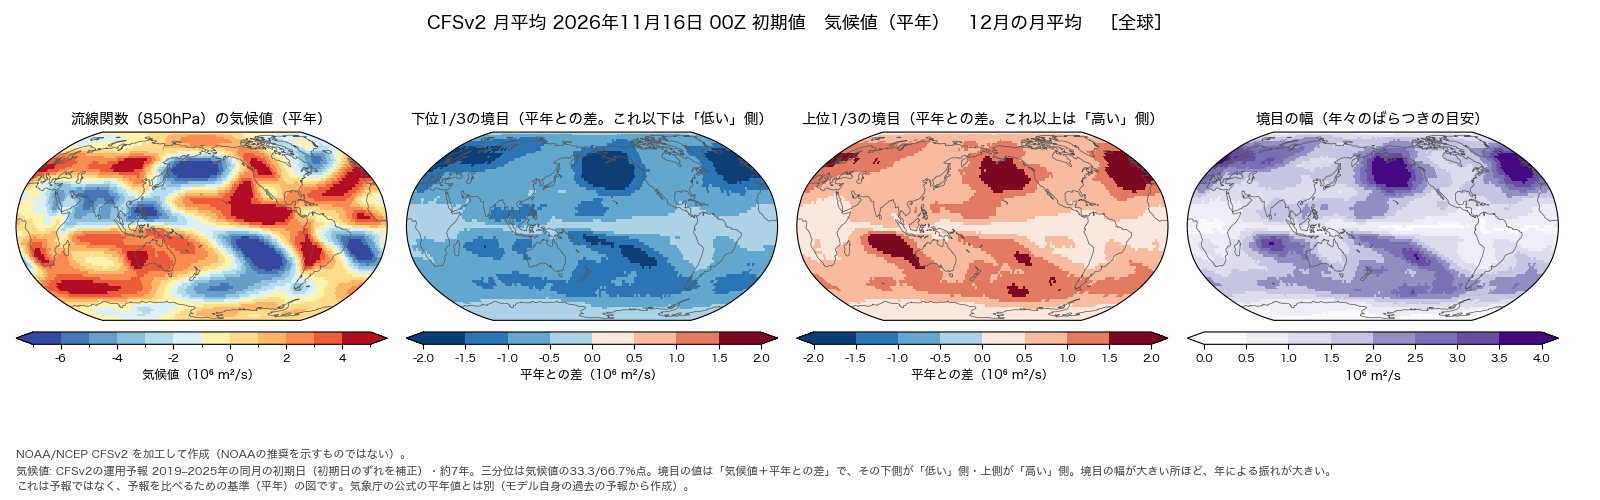 CFSv2 月平均 2026年11月16日 00Z 初期値　気候値（平年）　12月の月平均　［全球］
流線関数（850hPa）の気候値（平年）
下位1/3の境目（平年との差。これ以下は「低い」側）
上位1/3の境目（平年との差。これ以上は「高い」側）
境目の幅（年々のばらつきの目安）
-6 -4 -2 0 2 4
-2.0 -1.5 -1.0 -0.5 0.0 0.5 1.0 1.5 2.0
-2.0 -1.5 -1.0 -0.5 0.0 0.5 1.0 1.5 2.0
0.0 0.5 1.0 1.5 2.0 2.5 3.0 3.5 4.0
気候値（10⁶ m²/s）
平年との差（10⁶ m²/s）
平年との差（10⁶ m²/s）
10⁶ m²/s
NOAA/NCEP CFSv2 を加工して作成（NOAAの推奨を示すものではない）。
気候値: CFSv2の運用予報 2019–2025年の同月の初期日（初期日のずれを補正）・約7年。三分位は気候値の33.3/66.7%点。境目の値は「気候値＋平年との差」で、その下側が「低い」側・上側が「高い」側。境目の幅が大きい所ほど、年による振れが大きい。
これは予報ではなく、予報を比べるための基準（平年）の図です。気象庁の公式の平年値とは別（モデル自身の過去の予報から作成）。